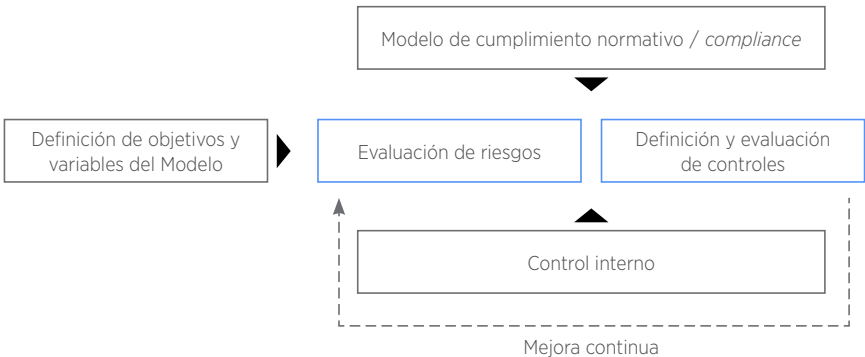 Modelo de cumplimiento normativo / compliance
Definición de objetivos y
variables del Modelo
Evaluación de riesgos
Definición y evaluación
de controles
Control interno
Mejora continua